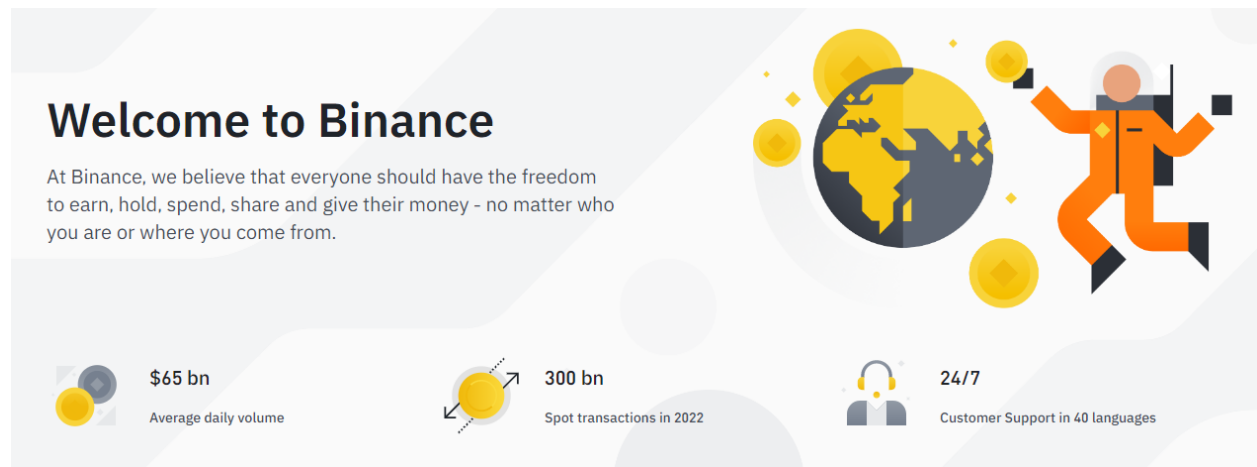 Welcome to Binance
At Binance, we believe that everyone should have the freedom
to earn, hold, spend, share and give their money - no matter who
you are or where you come from.
$65 bn
Average daily volume
300 bn
Spot transactions in 2022
24/7
Customer Support in 40 languages